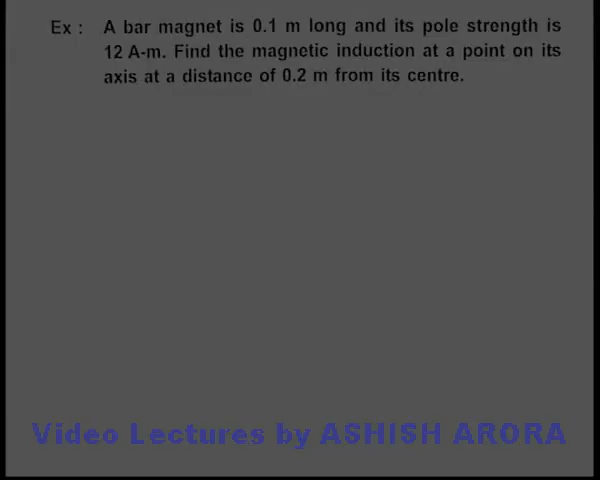 Ex : A bar magnet is 0.1 m long and its pole strength is
12 A-m. Find the magnetic induction at a point on its
axis at a distance of 0.2 m from its centre.
Video Lectures by ASHISH ARORA